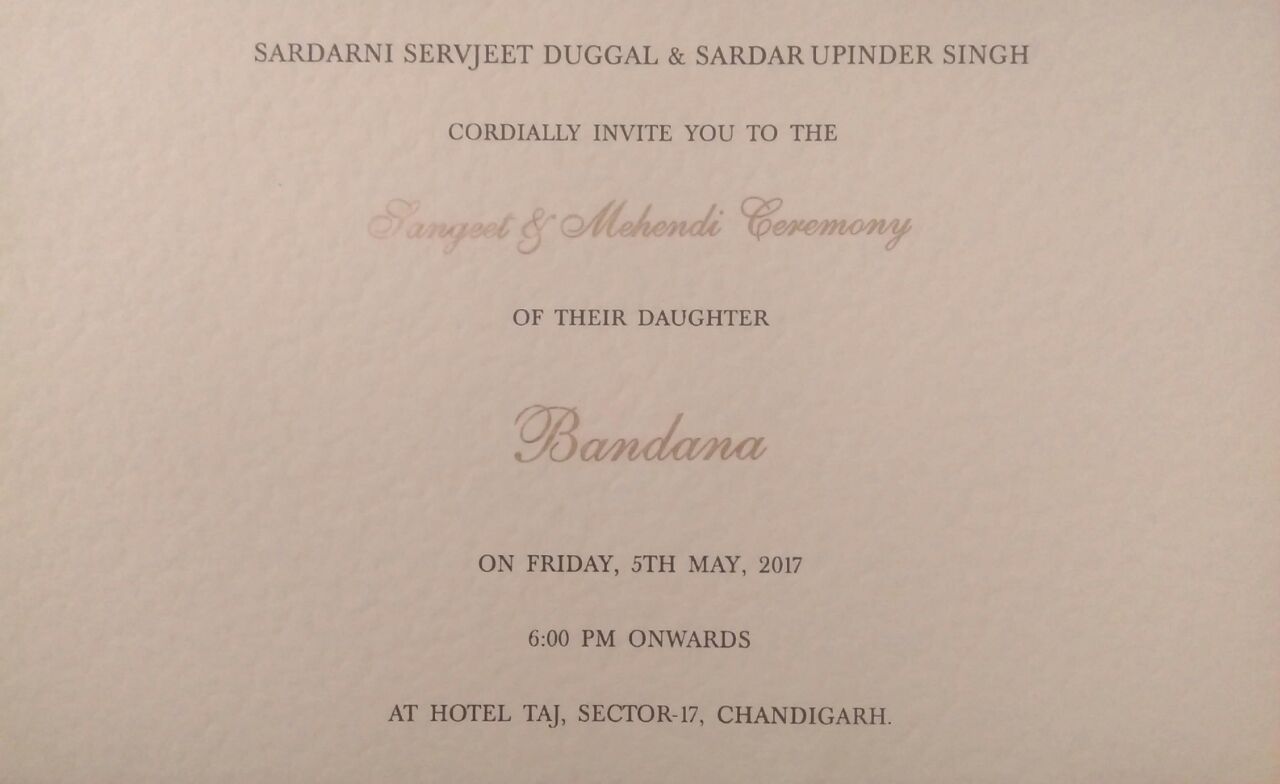 SARDARNI SERVJEET DUGGAL & SARDAR UPINDER SINGH
CORDIALLY INVITE YOU TO THE
Sangeet & Mehendi Ceremony
OF THEIR DAUGHTER
Bandana
ON FRIDAY, 5TH MAY, 2017
6:00 PM ONWARDS
AT HOTEL TAJ, SECTOR-17, CHANDIGARH.